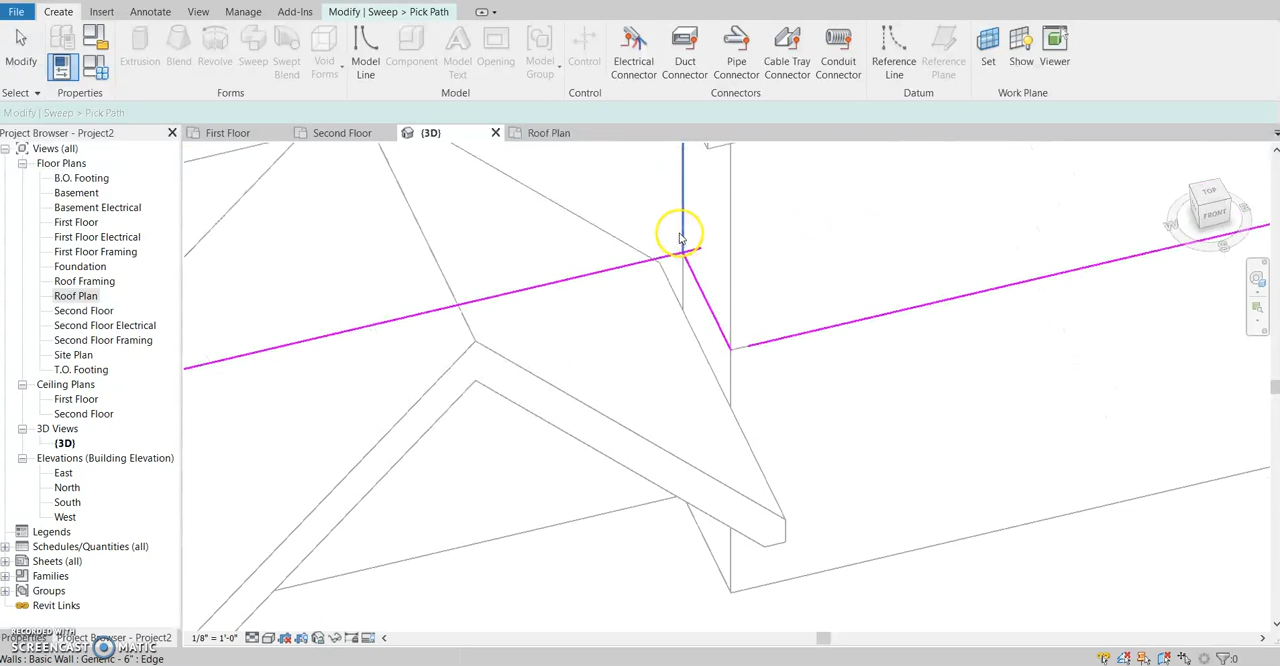 File Create Insert Annotate View Manage Add-Ins Modify | Sweep > Pick Path
Modify Extrusion Blend Revolve Sweep Swept Blend Void Forms Model Line Component Model Text Opening Model Group Control Electrical Connector Duct Connector Pipe Connector Cable Tray Connector Conduit Connector Reference Line Reference Plane Set Show Viewer
Select Properties Forms Model Control Connectors Datum Work Plane
Modify | Sweep > Pick Path
Project Browser - Project2
First Floor Second Floor {3D} Roof Plan
Views (all)
Floor Plans
B.O. Footing
Basement
Basement Electrical
First Floor
First Floor Electrical
First Floor Framing
Foundation
Roof Framing
Roof Plan
Second Floor
Second Floor Electrical
Second Floor Framing
Site Plan
T.O. Footing
Ceiling Plans
First Floor
Second Floor
3D Views
{3D}
Elevations (Building Elevation)
East
North
South
West
Legends
Schedules/Quantities (all)
Sheets (all)
Families
Groups
Revit Links
TOP
FRONT
W
S
RECORDED WITH
SCREENCAST MATIC
Properties Project Browser - Project2
1/8" = 1'-0"
Walls : Basic Wall : Generic - 6" : Edge
:0